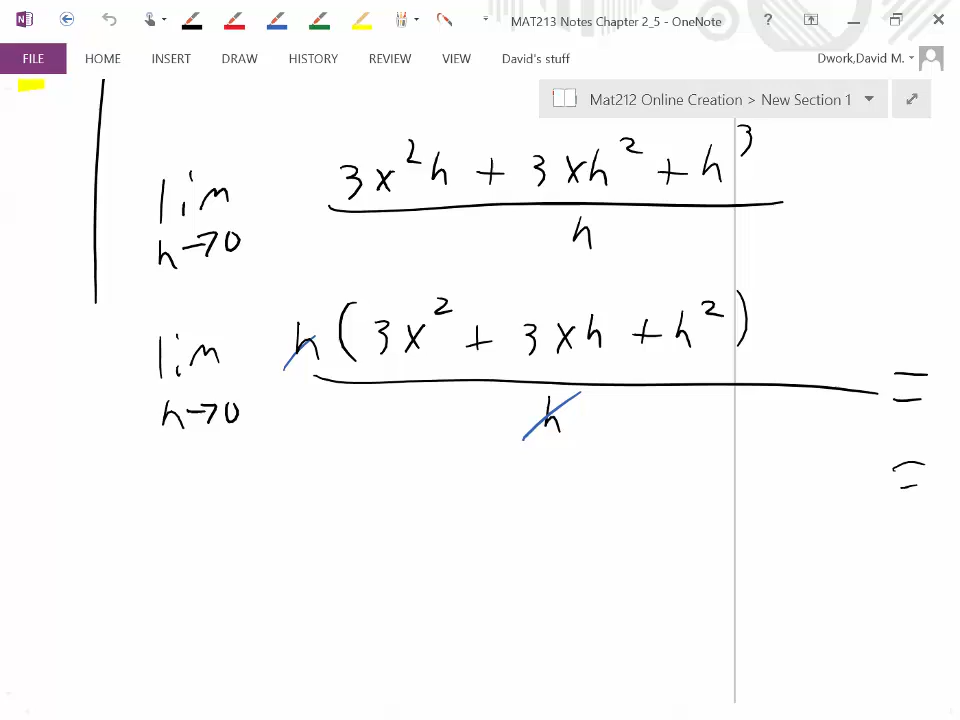 MAT213 Notes Chapter 2_5 - OneNote
?
FILE HOME INSERT DRAW HISTORY REVIEW VIEW David's stuff Dwork,David M.
Mat212 Online Creation > New Section 1
lim h→0 (3x²h + 3xh² + h³)/h
lim h→0 h(3x² + 3xh + h²)/h =
=